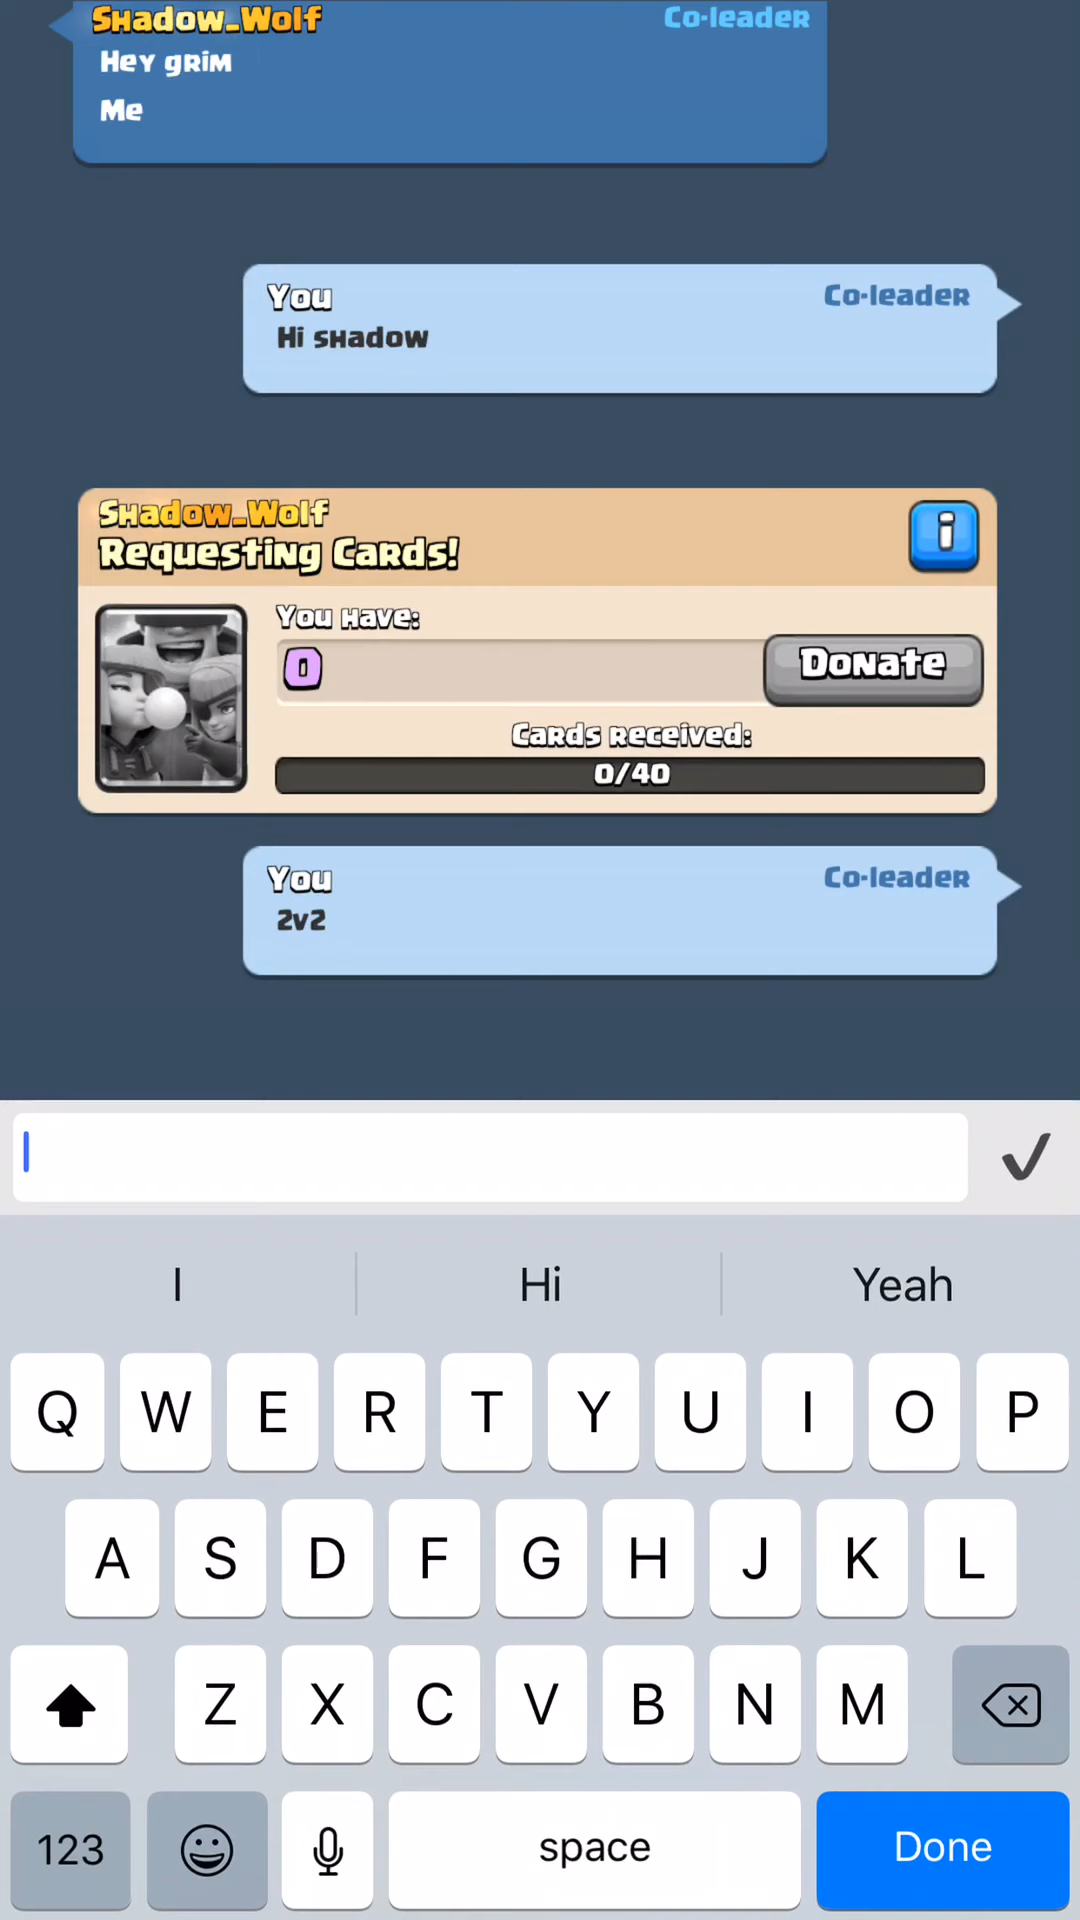 Shadow_Wolf Co-leader
Hey grim
Me
You Co-leader
Hi shadow
Shadow_Wolf
Requesting Cards!
i
You have:
0 Donate
Cards received:
0/40
You Co-leader
2v2
I Hi Yeah
Q W E R T Y U I O P
A S D F G H J K L
Z X C V B N M
123 space Done